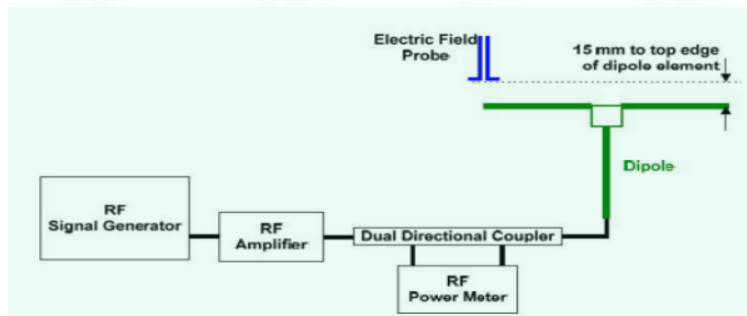 Electric Field
Probe
15 mm to top edge
of dipole element
Dipole
RF
Signal Generator
RF
Amplifier
Dual Directional Coupler
RF
Power Meter